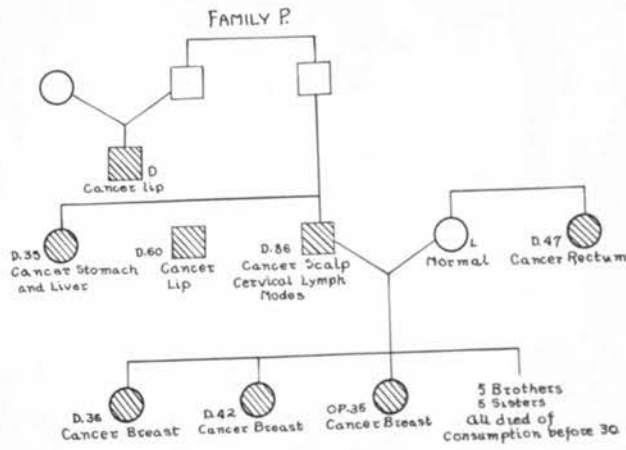 FAMILY P.
D
Cancer lip
D.35
Cancer Stomach
and Liver
D.60
Cancer
Lip
D.86
Cancer Scalp
Cervical Lymph
Nodes
L
Normal
D.47
Cancer Rectum
D.36
Cancer Breast
D.42
Cancer Breast
OP.35
Cancer Breast
5 Brothers
5 Sisters
All died of
Consumption before 30